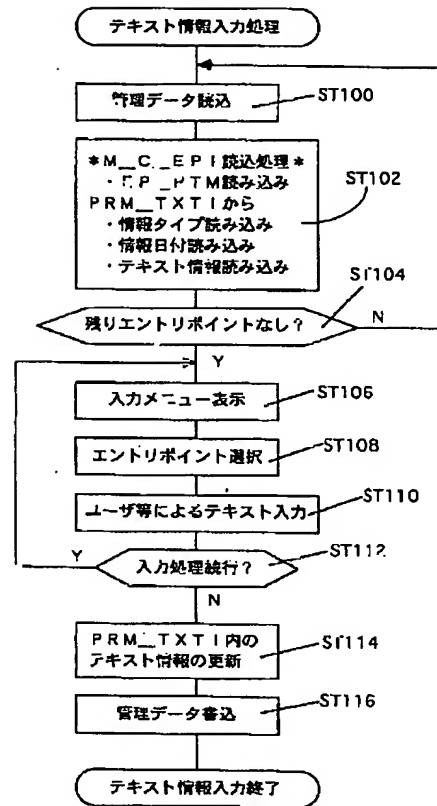 テキスト情報入力処理
管理データ読込
ST100
*M__C._EPI読込処理*
・EP_PTM読み込み
PRM__TXTIから
・情報タイプ読み込み
・情報日付読み込み
・テキスト情報読み込み
ST102
ST104
残りエントリポイントなし?
N
Y
入力メニュー表示
ST106
エントリポイント選択
ST108
ユーザ等によるテキスト入力
ST110
Y
入力処理続行?
ST112
N
PRM__TXTI内の
テキスト情報の更新
ST114
管理データ書込
ST116
テキスト情報入力終了